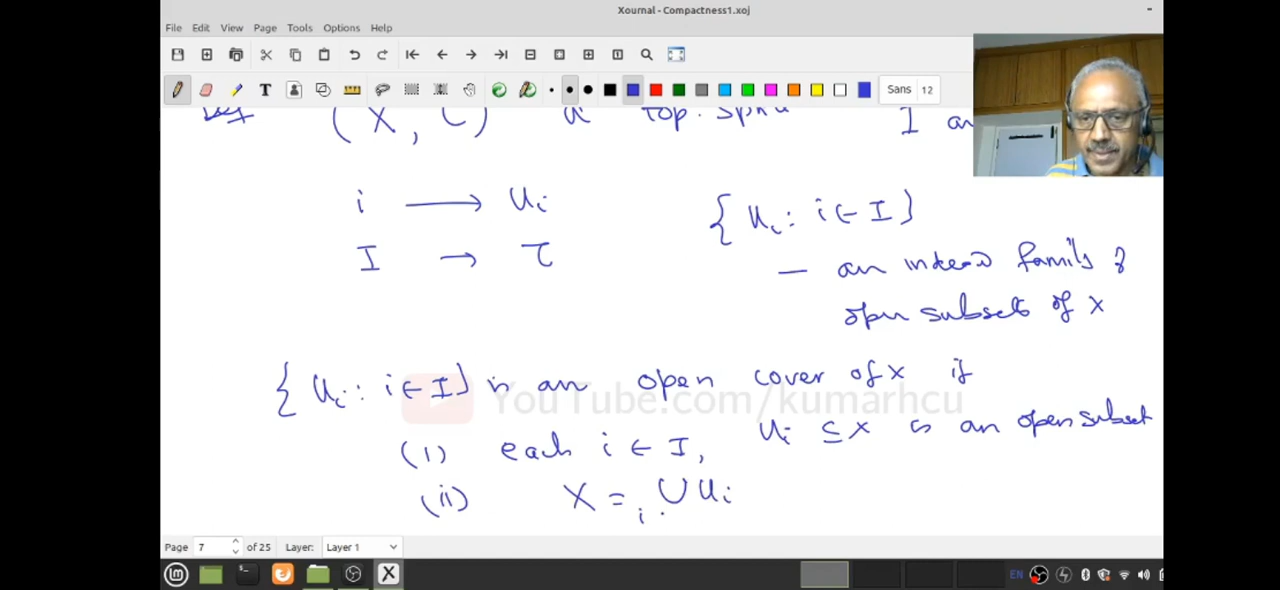 Xournal - Compactness1.xoj
File Edit View Page Tools Options Help
Sans 12
(X, τ) a top. space I an
i → Ui
I → τ
{Ui : i ∈ I}
— an indexed family of
open subsets of X
{Ui : i ∈ I} is an open cover of X if
(i) each i ∈ I, Ui ⊆ X is an open subset
(ii) X = i ∪ Ui
YouTube.com/kumarhcu
Page 7 of 25 Layer: Layer 1
EN